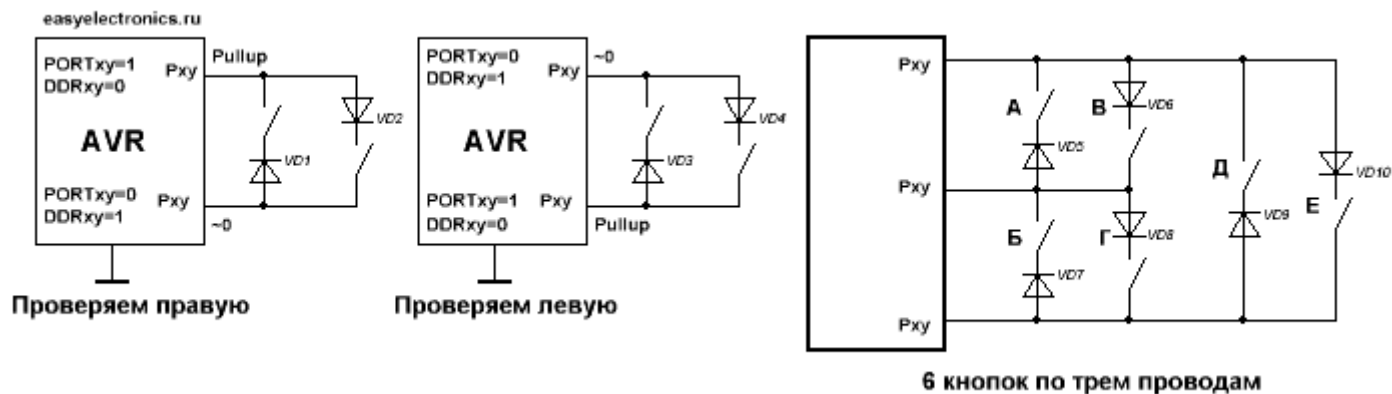 easyelectronics.ru
PORTxy=1
DDRxy=0
Pxy
Pullup
AVR
VD1
VD2
PORTxy=0
DDRxy=1
Pxy
~0
Проверяем правую
PORTxy=0
DDRxy=1
Pxy
~0
AVR
VD3
VD4
PORTxy=1
DDRxy=0
Pxy
Pullup
Проверяем левую
Pxy
А
VD5
В
VD6
Pxy
Б
VD7
Г
VD8
Д
VD9
Е
VD10
Pxy
6 кнопок по трем проводам